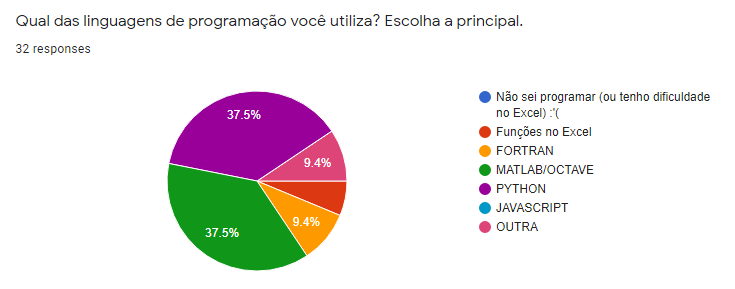 Qual das linguagens de programação você utiliza? Escolha a principal.
32 responses
37.5%
9.4%
9.4%
37.5%
Não sei programar (ou tenho dificuldade
no Excel) :'(
Funções no Excel
FORTRAN
MATLAB/OCTAVE
PYTHON
JAVASCRIPT
OUTRA